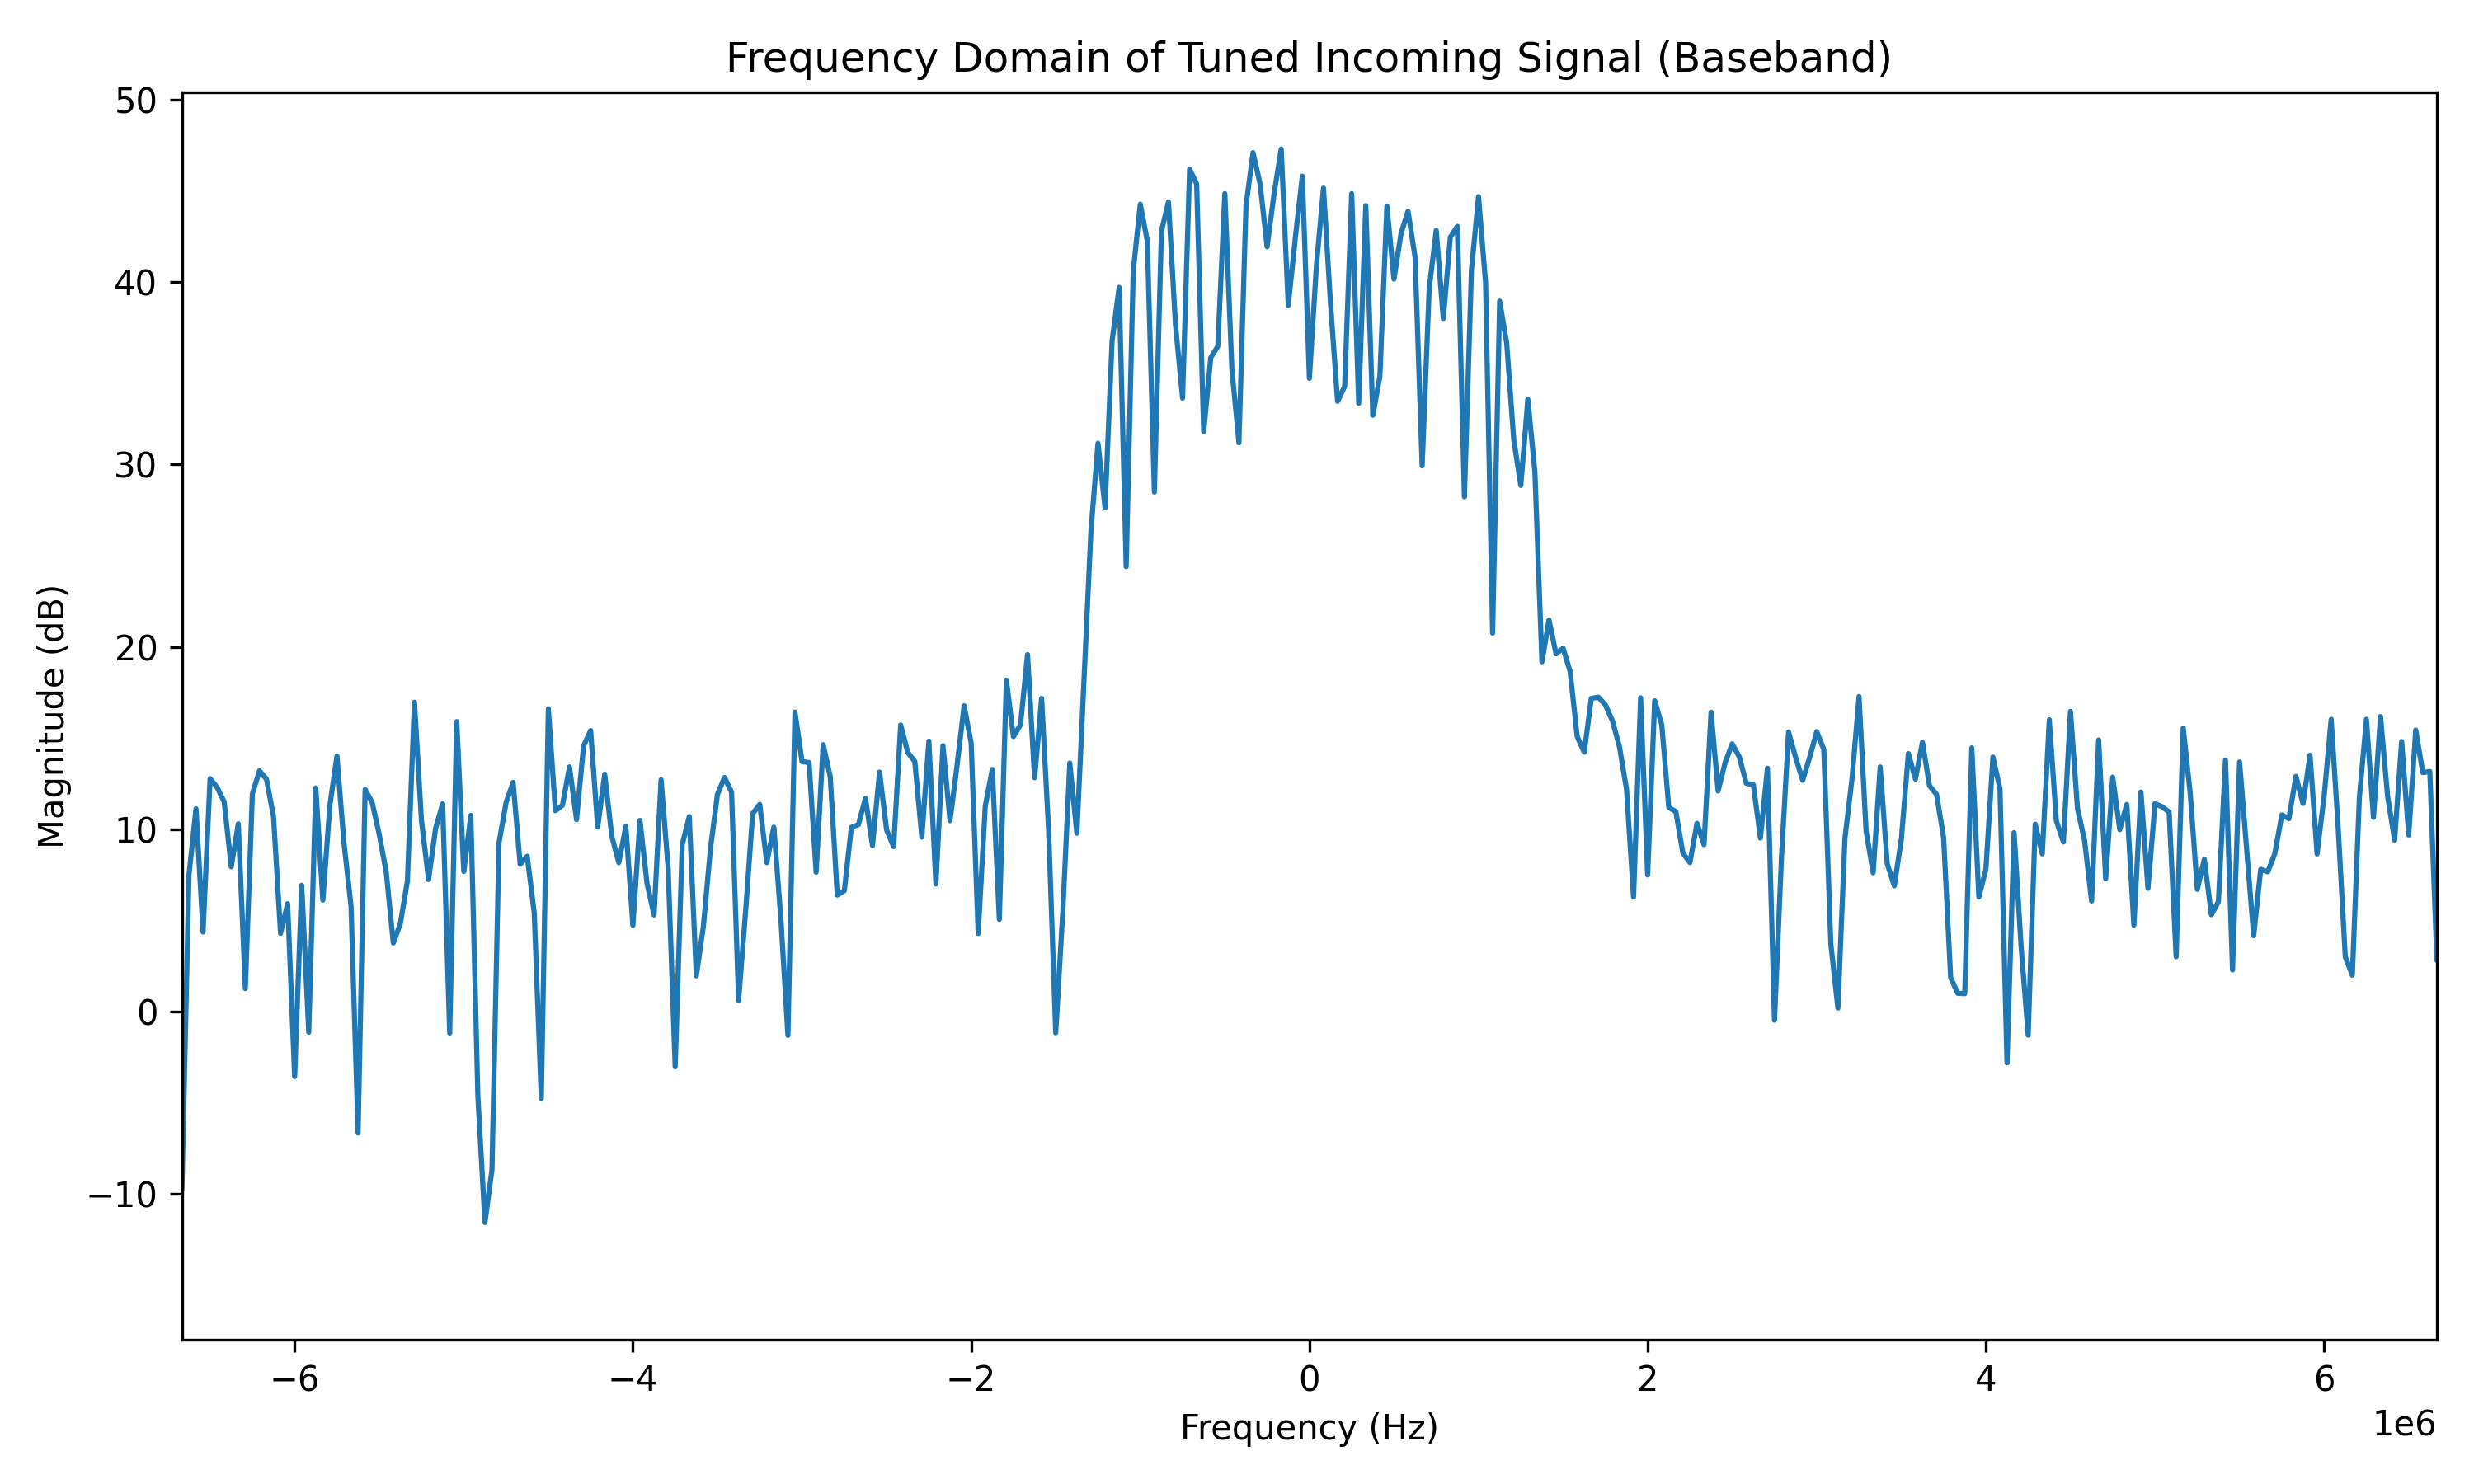 Frequency Domain of Tuned Incoming Signal (Baseband)
50
40
30
20
10
0
−10
Magnitude (dB)
−6 −4 −2 0 2 4 6
1e6
Frequency (Hz)